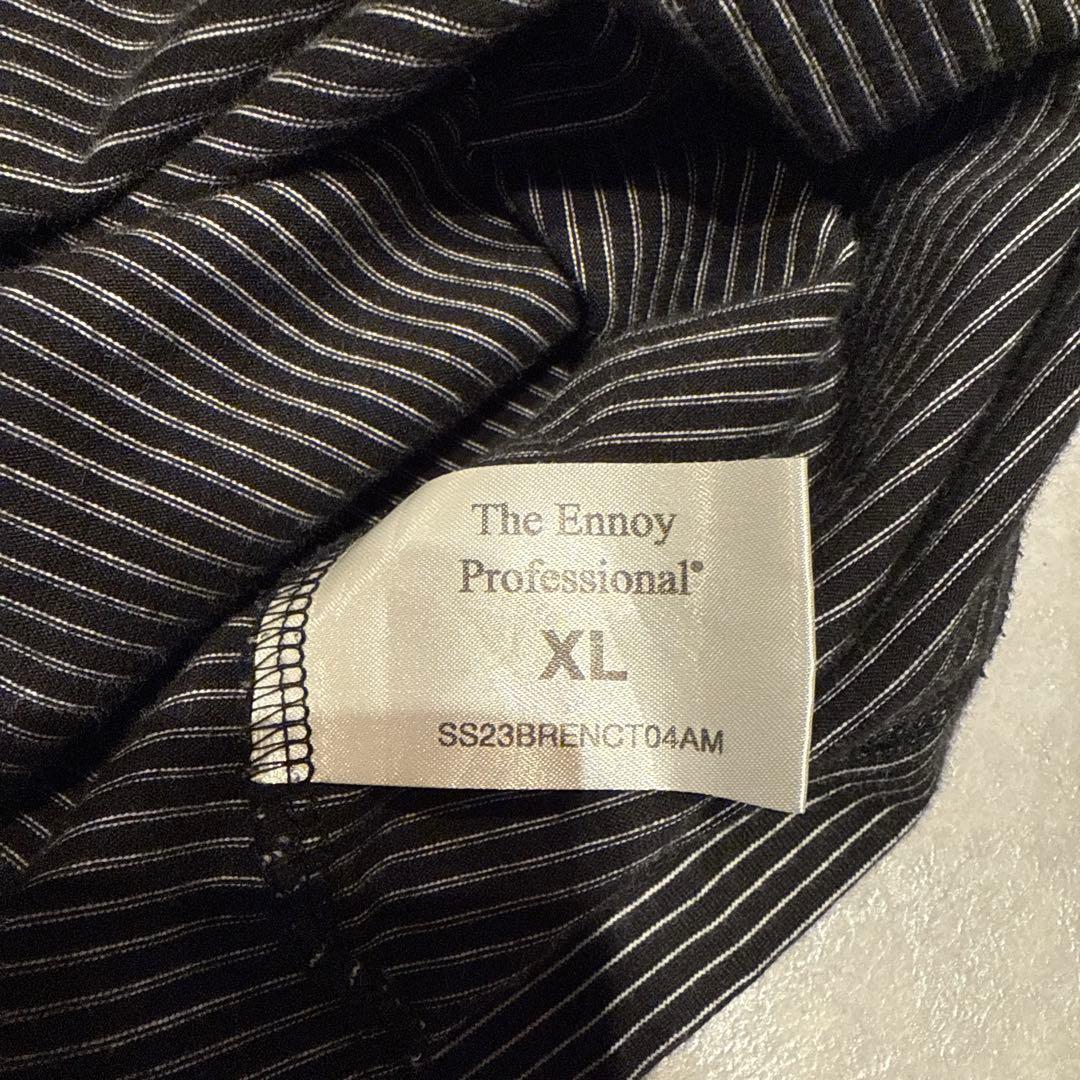 The Ennoy
Professional®
XL
SS23BRENCT04AM